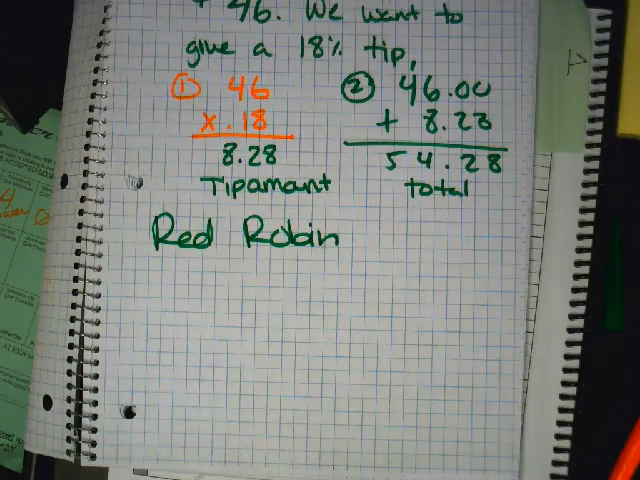 $ 46. We want to
give a 18% tip,
① 46
x .18
8.28
Tipamant
② 46.00
+ 8.28
54.28
total
Red Robin